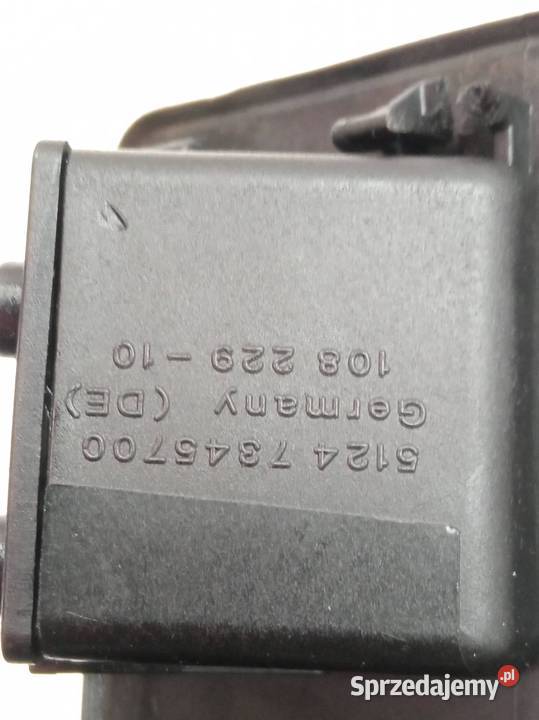 5124 7345700
Germany (DE)
108 229-10
Sprzedajemy.pl